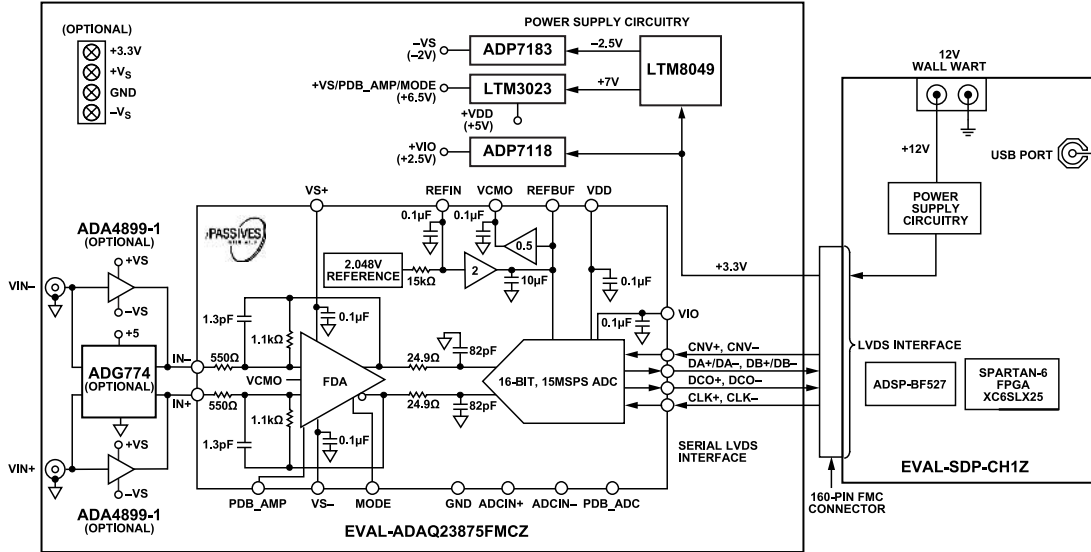 (OPTIONAL)
+3.3V
+VS
GND
–VS
POWER SUPPLY CIRCUITRY
–VS
(–2V)
ADP7183
–2.5V
LTM8049
+VS/PDB_AMP/MODE
(+6.5V)
LTM3023
+7V
+VDD
(+5V)
+VIO
(+2.5V)
ADP7118
12V
WALL WART
+12V
USB PORT
POWER
SUPPLY
CIRCUITRY
+3.3V
VS+
REFIN
VCMO
REFBUF
VDD
iPASSIVES
0.1µF
0.1µF
0.5
2,048V
REFERENCE
15kΩ
2
10µF
0.1µF
0.1µF
VIO
ADA4899-1
(OPTIONAL)
+VS
–VS
VIN–
+5
ADG774
IN–
IN+
VIN+
+VS
–VS
ADA4899-1
(OPTIONAL)
1.3pF
1.1kΩ
0.1µF
550Ω
VCMO
FDA
550Ω
1.1kΩ
1.3pF
0.1µF
24.9Ω
82pF
24.9Ω
82pF
16-BIT, 15MSPS ADC
CNV+, CNV–
DA+/DA–, DB+/DB–
DCO+, DCO–
CLK+, CLK–
SERIAL LVDS
INTERFACE
LVDS INTERFACE
ADSP-BF527
SPARTAN-6
FPGA
XC6SLX25
EVAL-SDP-CH1Z
160-PIN FMC
CONNECTOR
PDB_AMP
VS–
MODE
GND
ADCIN+
ADCIN–
PDB_ADC
EVAL-ADAQ23875FMCZ